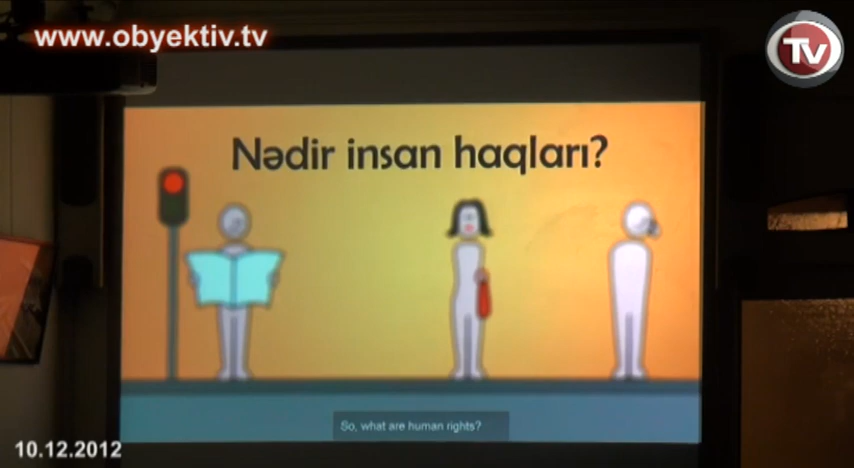 www.obyektiv.tv
TV
Nədir insan haqları?
So, what are human rights?
10.12.2012